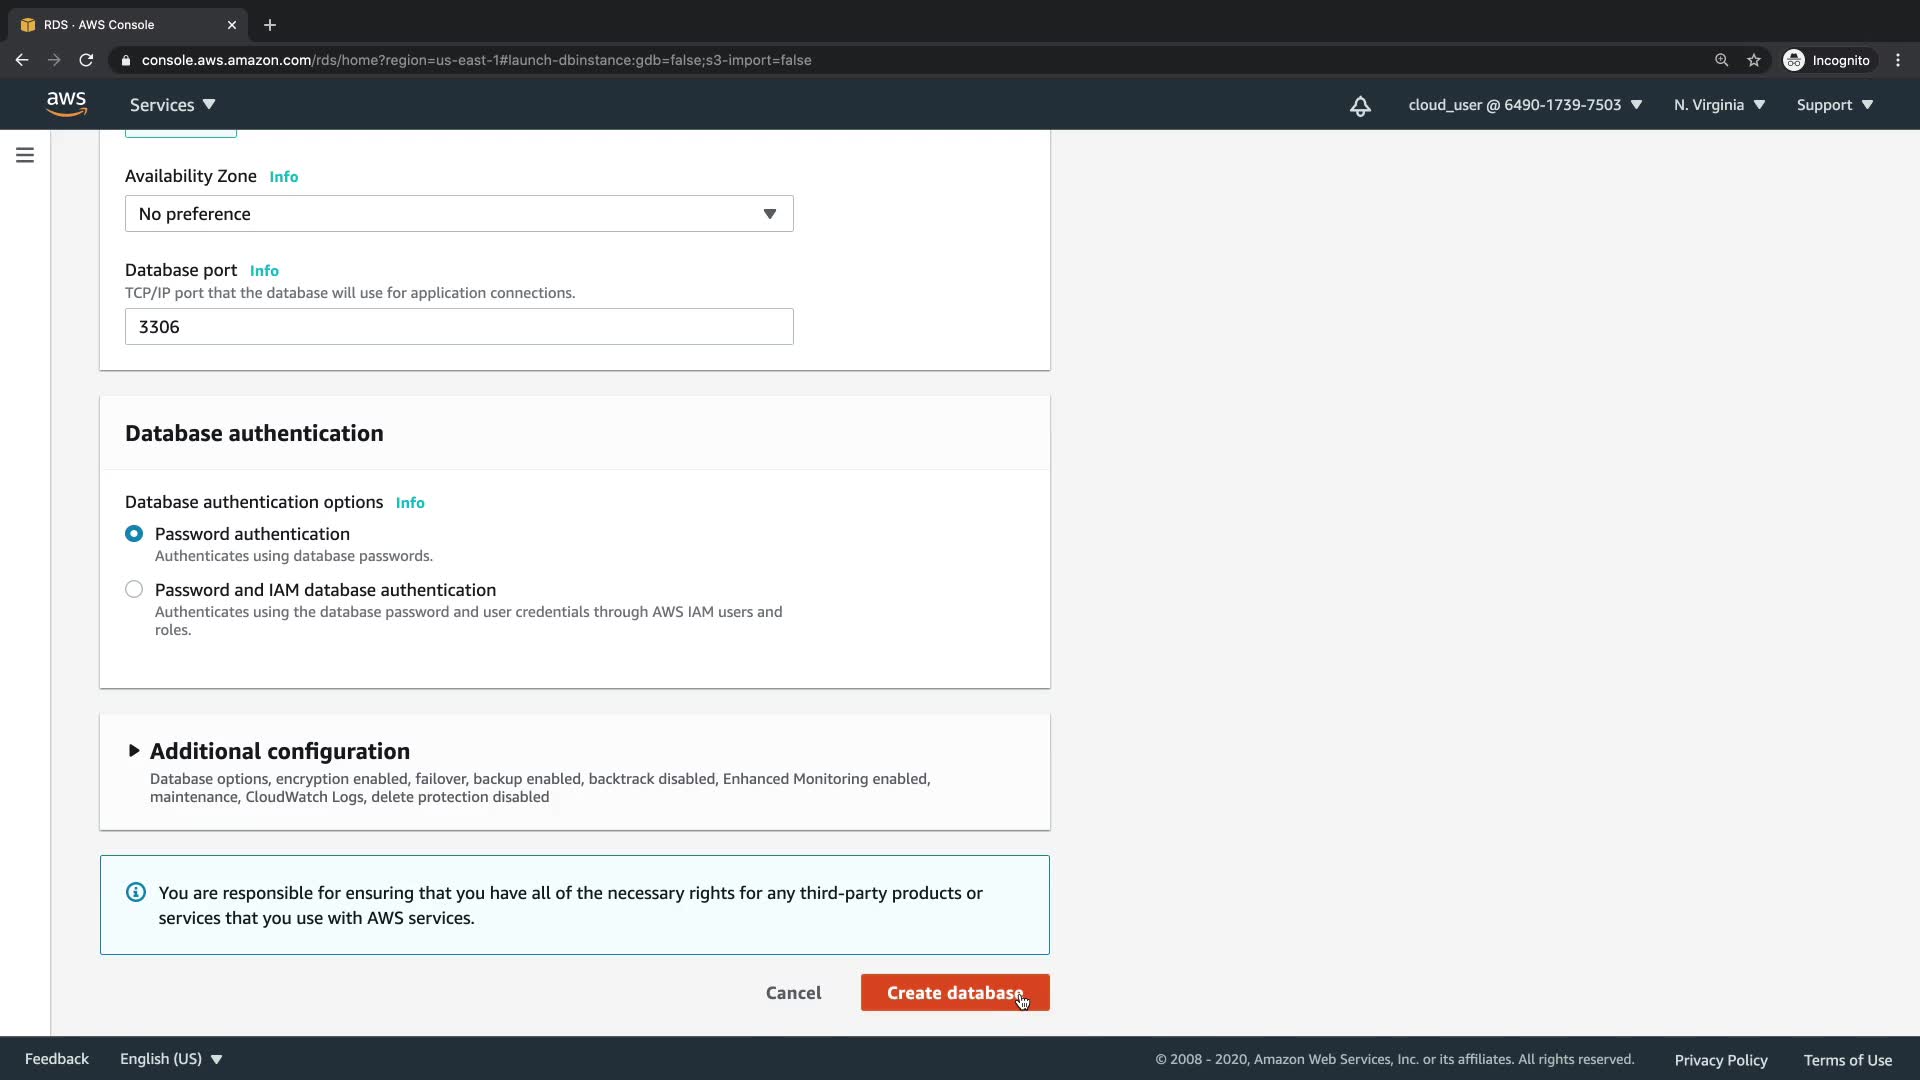 RDS · AWS Console
console.aws.amazon.com/rds/home?region=us-east-1#launch-dbinstance:gdb=false;s3-import=false
Incognito
aws
Services
cloud_user @ 6490-1739-7503
N. Virginia
Support
Availability Zone Info
No preference
Database port Info
TCP/IP port that the database will use for application connections.
3306
Database authentication
Database authentication options Info
Password authentication
Authenticates using database passwords.
Password and IAM database authentication
Authenticates using the database password and user credentials through AWS IAM users and
roles.
Additional configuration
Database options, encryption enabled, failover, backup enabled, backtrack disabled, Enhanced Monitoring enabled,
maintenance, CloudWatch Logs, delete protection disabled
You are responsible for ensuring that you have all of the necessary rights for any third-party products or
services that you use with AWS services.
Cancel
Create database
Feedback
English (US)
© 2008 - 2020, Amazon Web Services, Inc. or its affiliates. All rights reserved.
Privacy Policy
Terms of Use